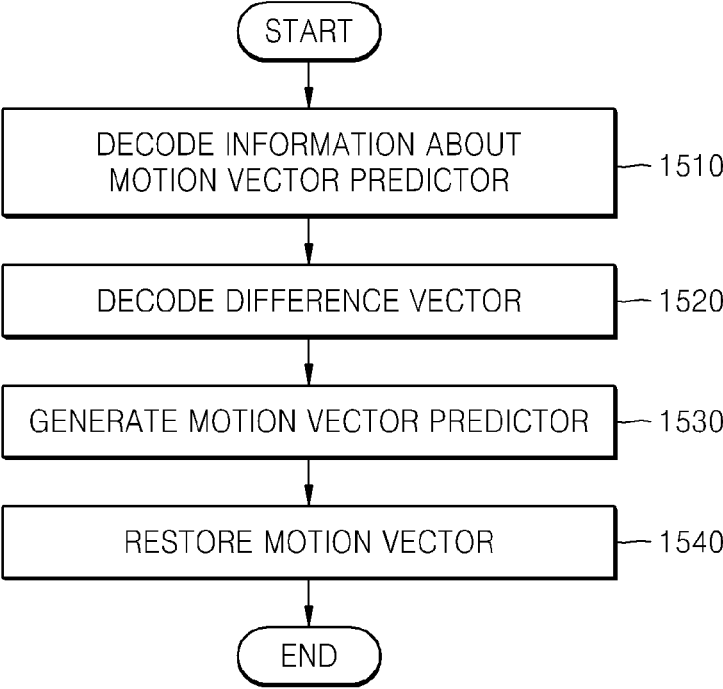 START
DECODE INFORMATION ABOUT
MOTION VECTOR PREDICTOR
1510
DECODE DIFFERENCE VECTOR
1520
GENERATE MOTION VECTOR PREDICTOR
1530
RESTORE MOTION VECTOR
1540
END